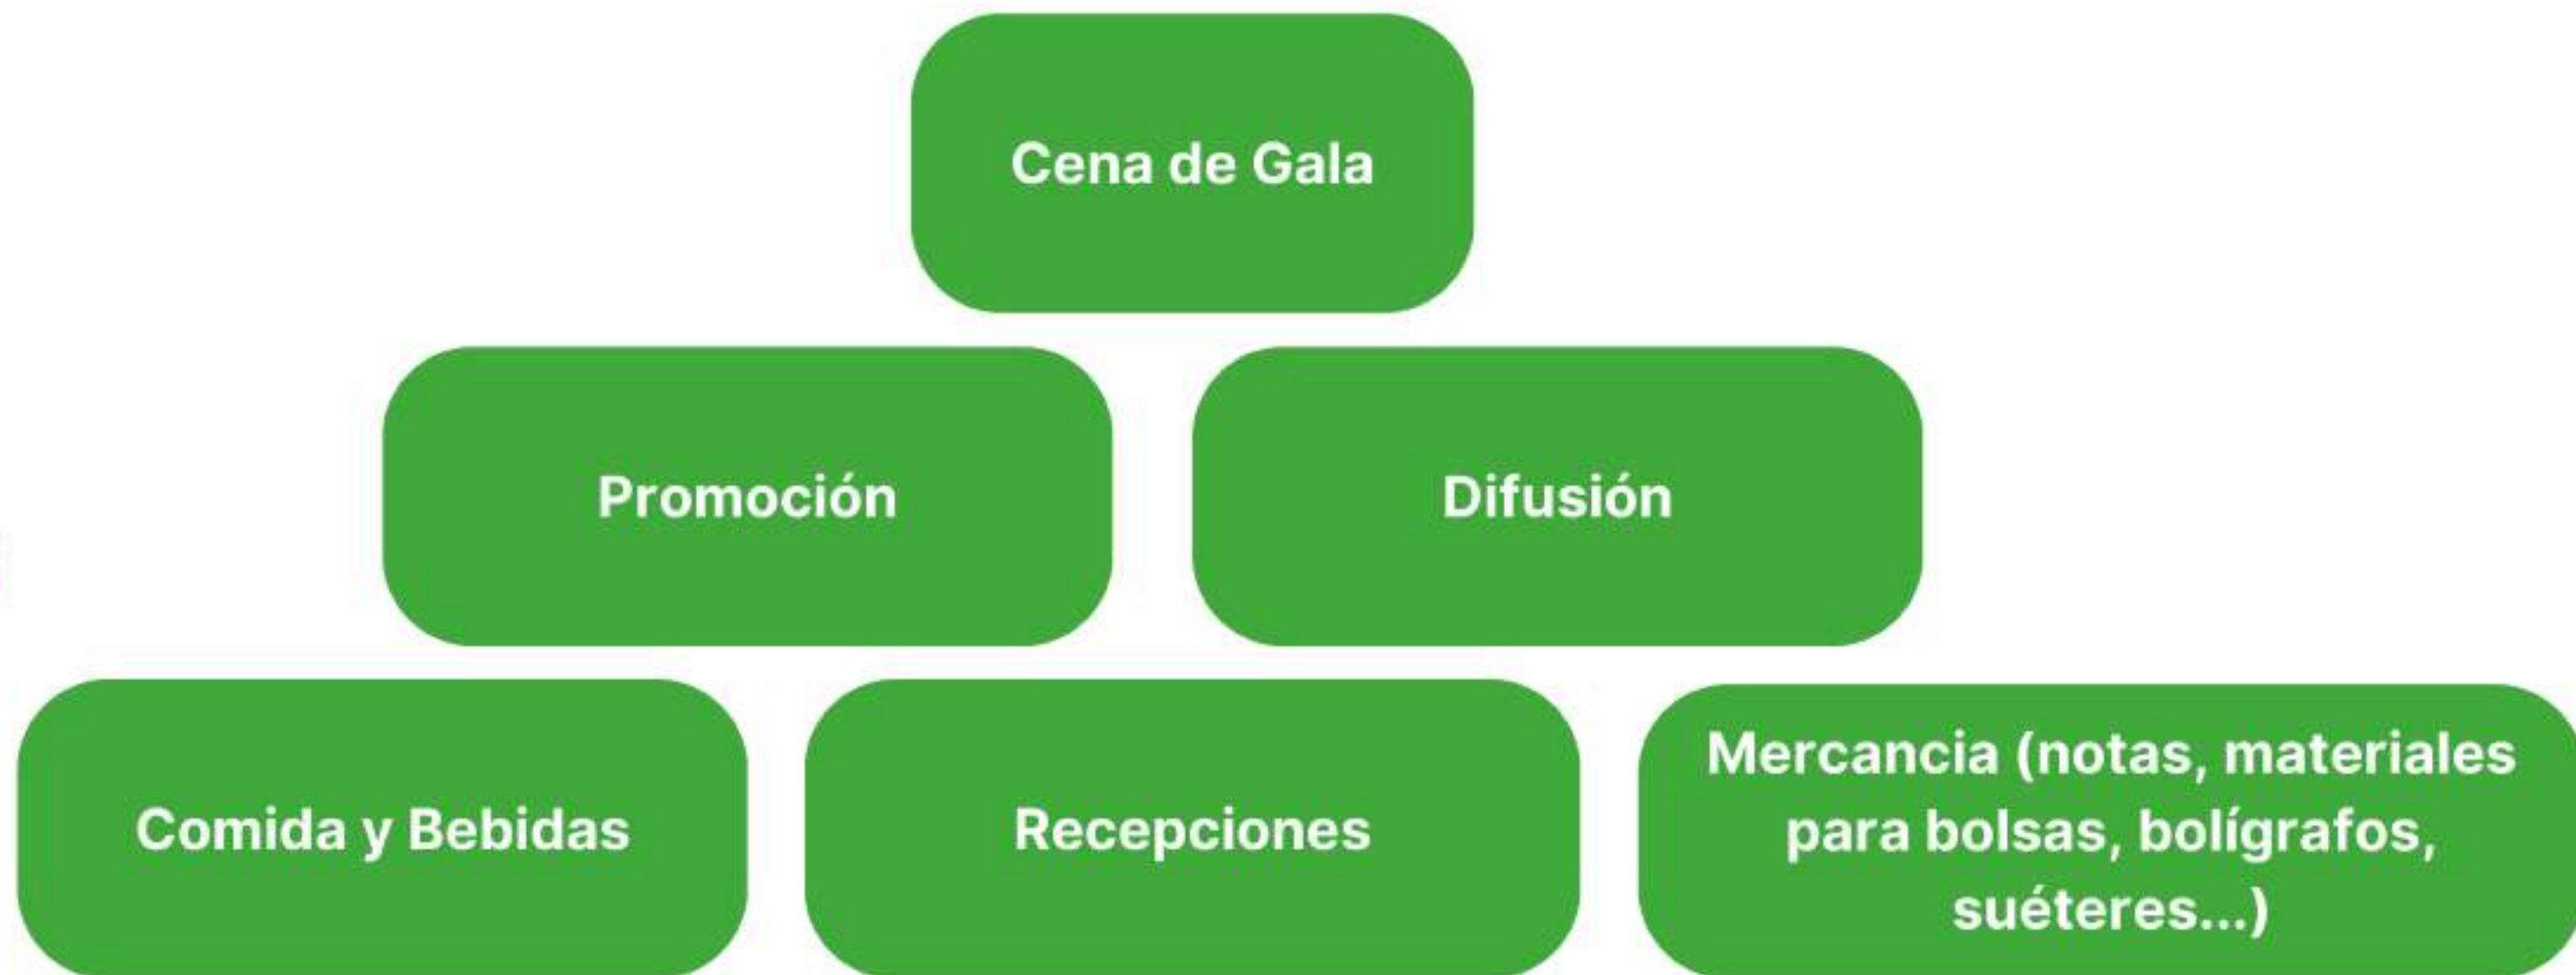 Cena de Gala
Promoción
Difusión
Comida y Bebidas
Recepciones
Mercancia (notas, materiales
para bolsas, bolígrafos,
suéteres...)